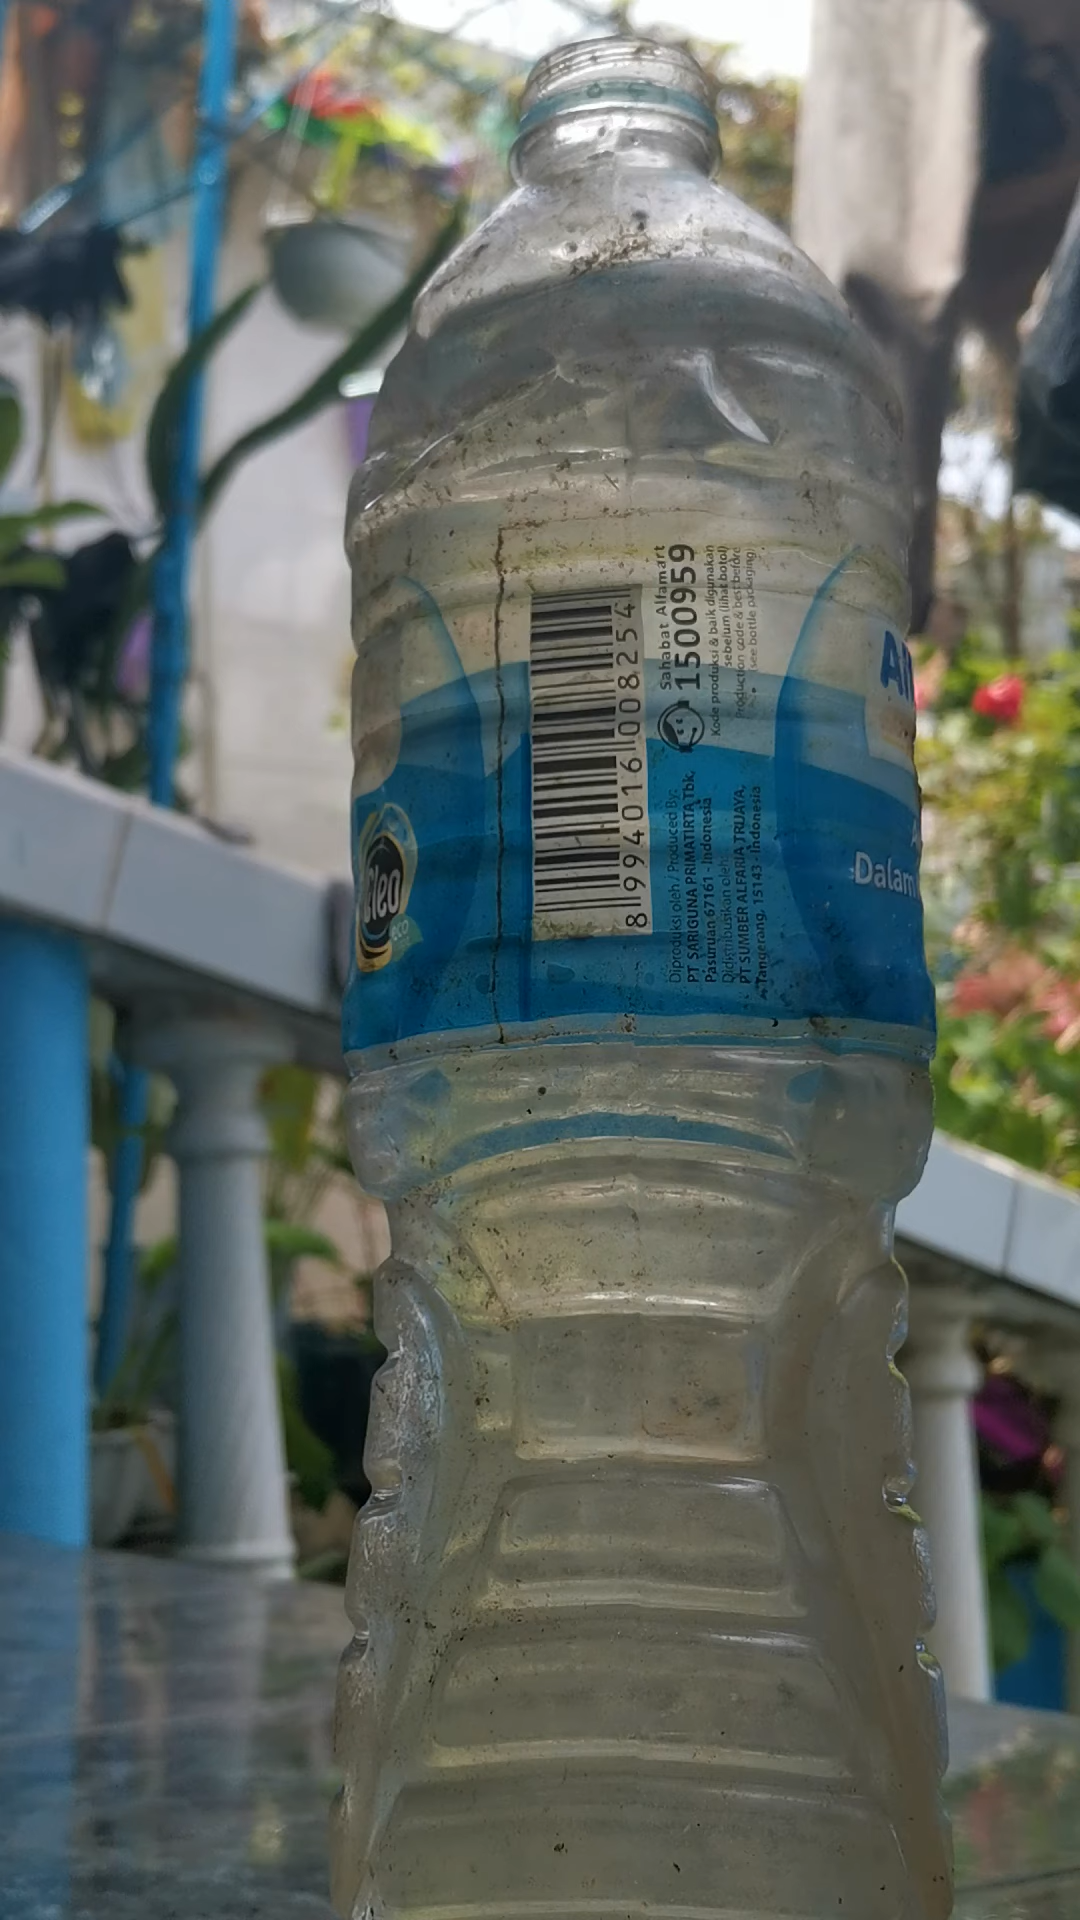 Cleo
eco
8 994016 008254
Sahabat Alfamart
1500959
Kode produksi & baik digunakan
sebelum (lihat botol)
Production code & best before
(see bottle packaging)
Diproduksi oleh / Produced By:
PT SARIGUNA PRIMATIRTA Tbk,
Pasuruan 67161 - Indonesia
Didistribusikan oleh:
PT SUMBER ALFARIA TRIJAYA,
Tangerang, 15143 - Indonesia
Dalam